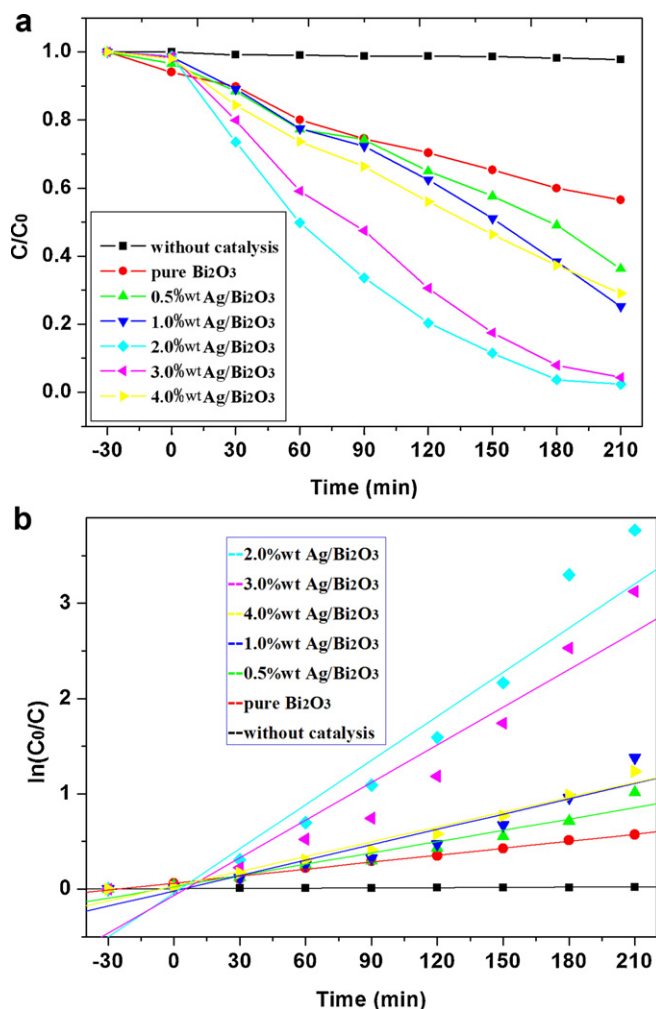 a
1.0
0.8
0.6
0.4
0.2
0.0
C/C₀
without catalysis
pure Bi₂O₃
0.5%wt Ag/Bi₂O₃
1.0%wt Ag/Bi₂O₃
2.0%wt Ag/Bi₂O₃
3.0%wt Ag/Bi₂O₃
4.0%wt Ag/Bi₂O₃
-30 0 30 60 90 120 150 180 210
Time (min)
b
3
2
1
0
ln(C₀/C)
2.0%wt Ag/Bi₂O₃
3.0%wt Ag/Bi₂O₃
4.0%wt Ag/Bi₂O₃
1.0%wt Ag/Bi₂O₃
0.5%wt Ag/Bi₂O₃
pure Bi₂O₃
without catalysis
-30 0 30 60 90 120 150 180 210
Time (min)